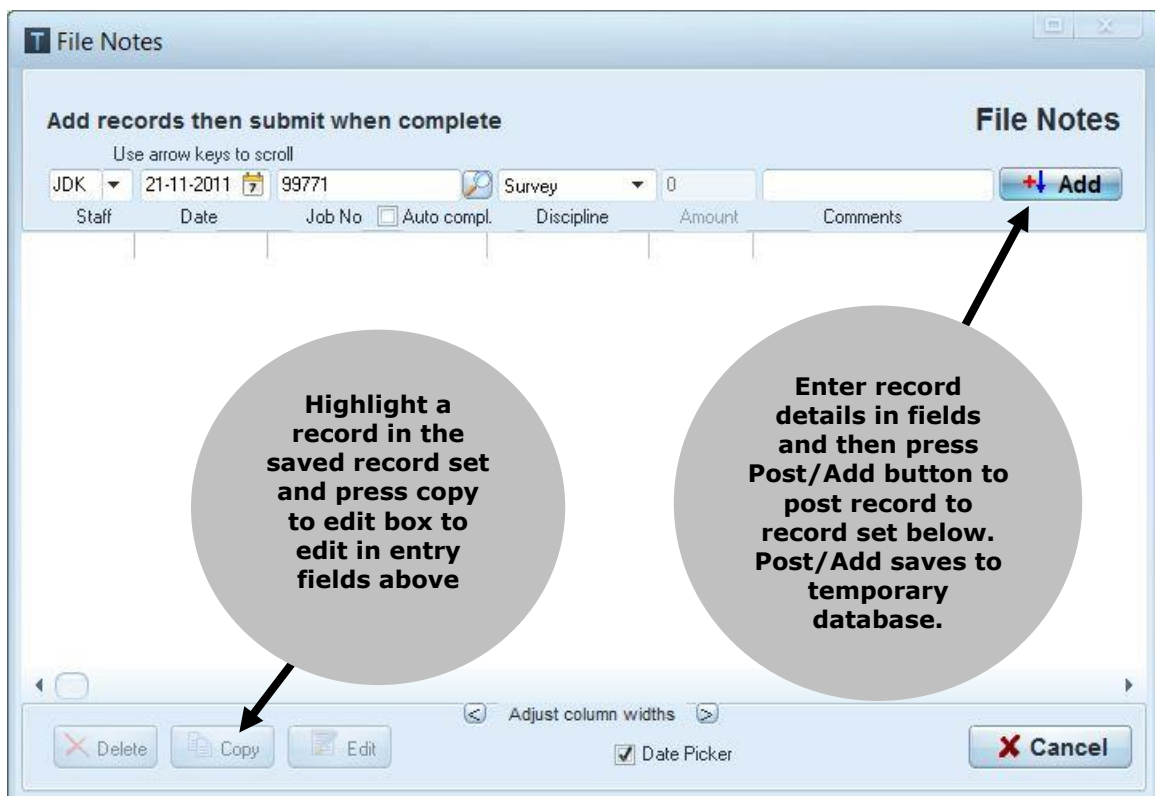 T File Notes
Add records then submit when complete
File Notes
Use arrow keys to scroll
JDK 21-11-2011 7 99771 Survey 0 Add
Staff Date Job No Auto compl. Discipline Amount Comments
Highlight a
record in the
saved record set
and press copy
to edit box to
edit in entry
fields above
Enter record
details in fields
and then press
Post/Add button to
post record to
record set below.
Post/Add saves to
temporary
database.
< Adjust column widths >
Delete Copy Edit
Date Picker
Cancel